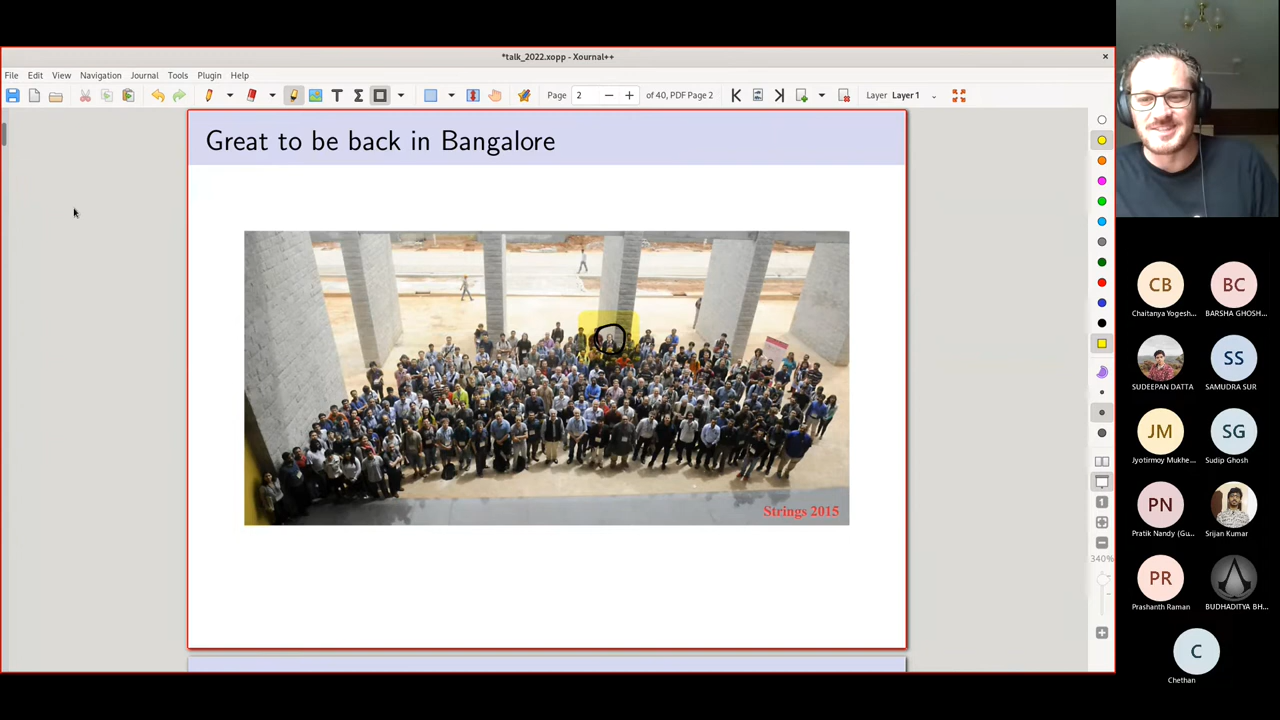 *talk_2022.xopp - Xournal++
File Edit View Navigation Journal Tools Plugin Help
Page 2 of 40, PDF Page 2 Layer Layer 1
Great to be back in Bangalore
Strings 2015
340%
CB BC
Chaitanya Yogesh... BARSHA GHOSH...
SS
SUDEEPAN DATTA SAMUDRA SUR
JM SG
Jyotirmoy Mukhe... Sudip Ghosh
PN
Pratik Nandy (Gu... Srijan Kumar
PR
Prashanth Raman BUDHADITYA BH...
C
Chethan